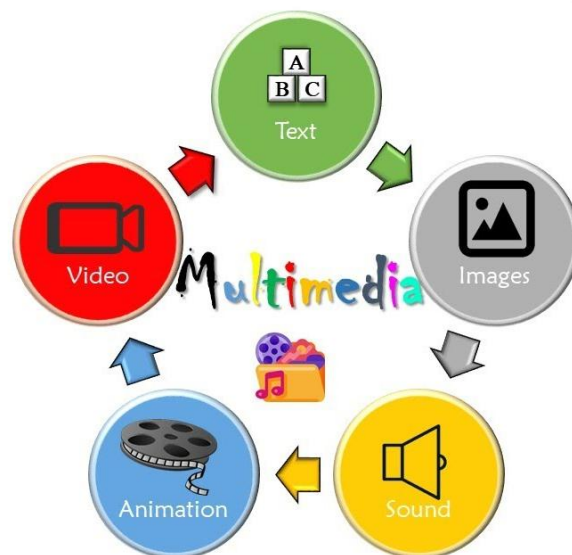 A
B C
Text
Images
Sound
Animation
Video
Multimedia